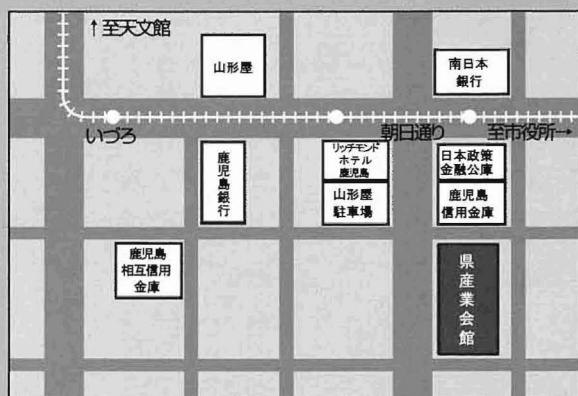 ↑至天文館
山形屋
南日本
銀行
いづろ
朝日通り
至市役所→
鹿児島銀行
リッチモンド
ホテル
鹿児島
山形屋
駐車場
日本政策
金融公庫
鹿児島
信用金庫
鹿児島
相互信用
金庫
県産業会館